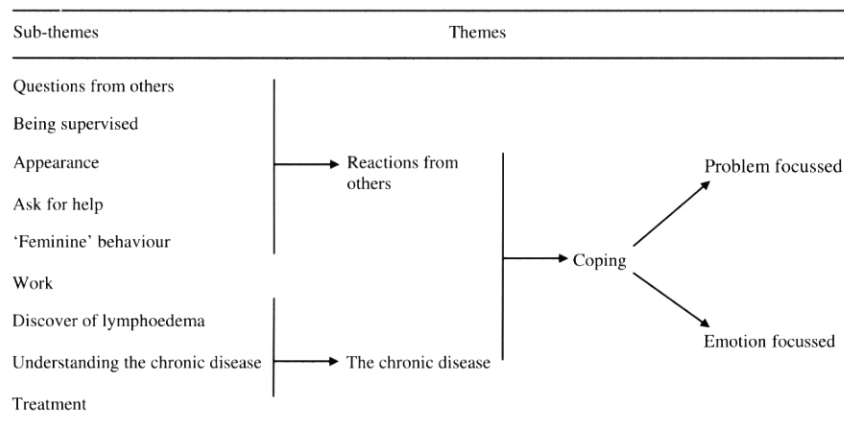 Sub-themes Themes
Questions from others
Being supervised
Appearance
Reactions from
others
Problem focussed
Ask for help
‘Feminine’ behaviour
Coping
Work
Discover of lymphoedema
Emotion focussed
Understanding the chronic disease
The chronic disease
Treatment